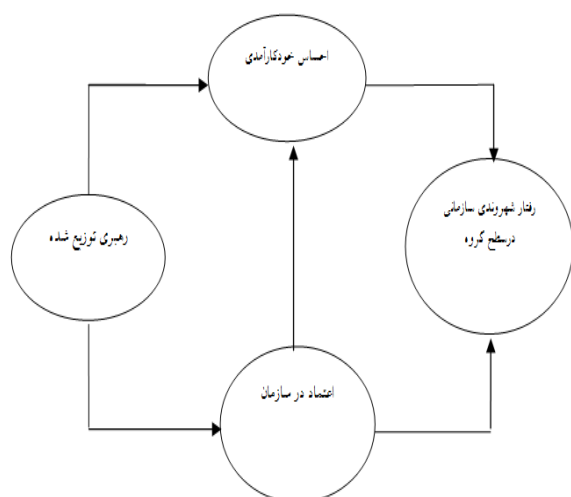 احساس خودکارآمدی
رفتار شهروندی سازمانی
درسطح گروه
رهبری توزیع شده
اعتماد در سازمان